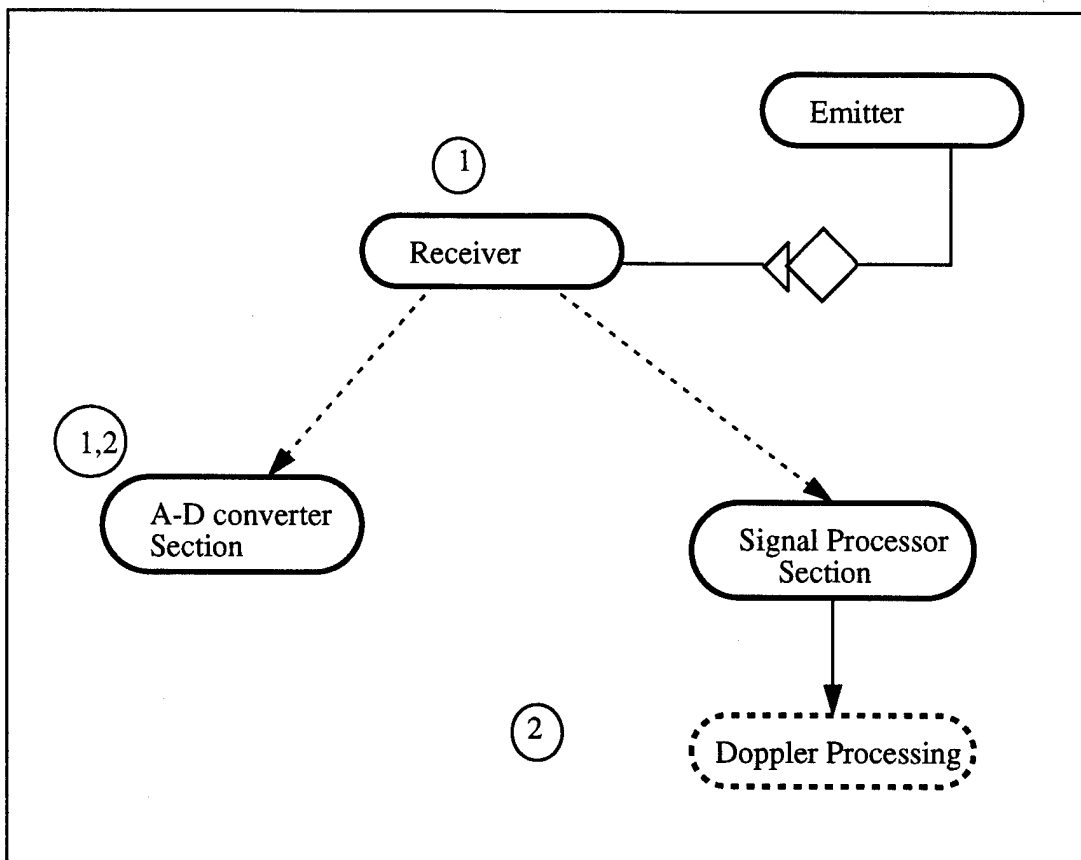 Emitter
1
Receiver
1,2
A-D converter
Section
Signal Processor
Section
2
Doppler Processing